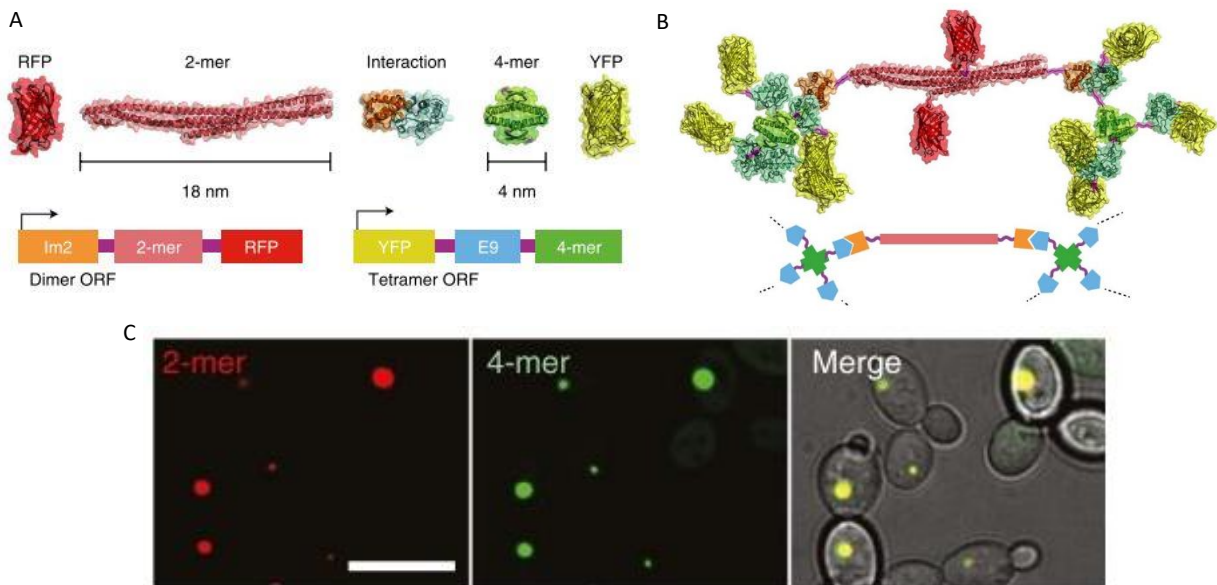 A
RFP 2-mer Interaction 4-mer YFP
18 nm 4 nm
Im2 2-mer RFP YFP E9 4-mer
Dimer ORF Tetramer ORF
B
C
2-mer 4-mer Merge